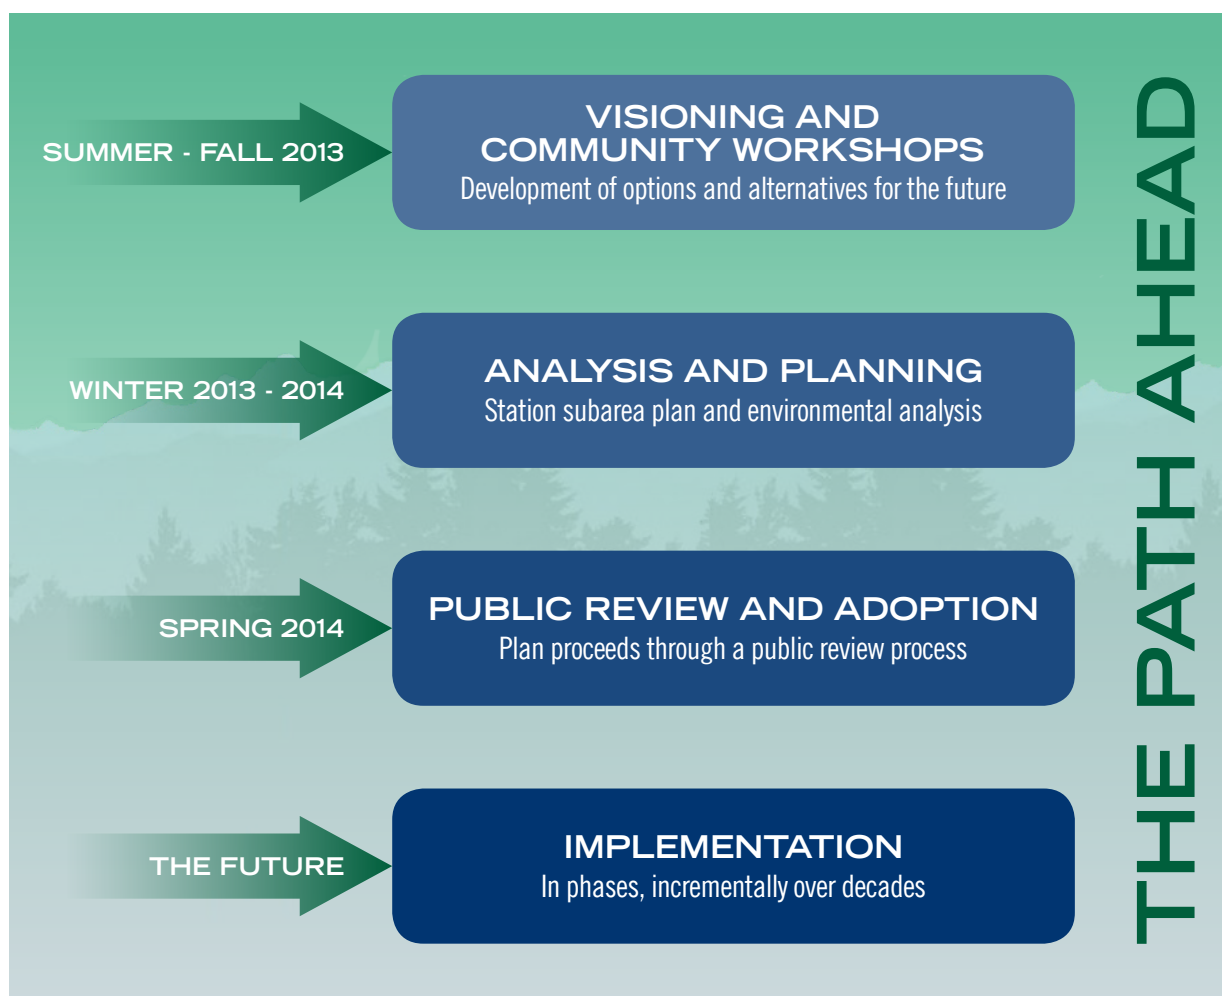 SUMMER - FALL 2013
VISIONING AND
COMMUNITY WORKSHOPS
Development of options and alternatives for the future
WINTER 2013 - 2014
ANALYSIS AND PLANNING
Station subarea plan and environmental analysis
SPRING 2014
PUBLIC REVIEW AND ADOPTION
Plan proceeds through a public review process
THE FUTURE
IMPLEMENTATION
In phases, incrementally over decades
THE PATH AHEAD